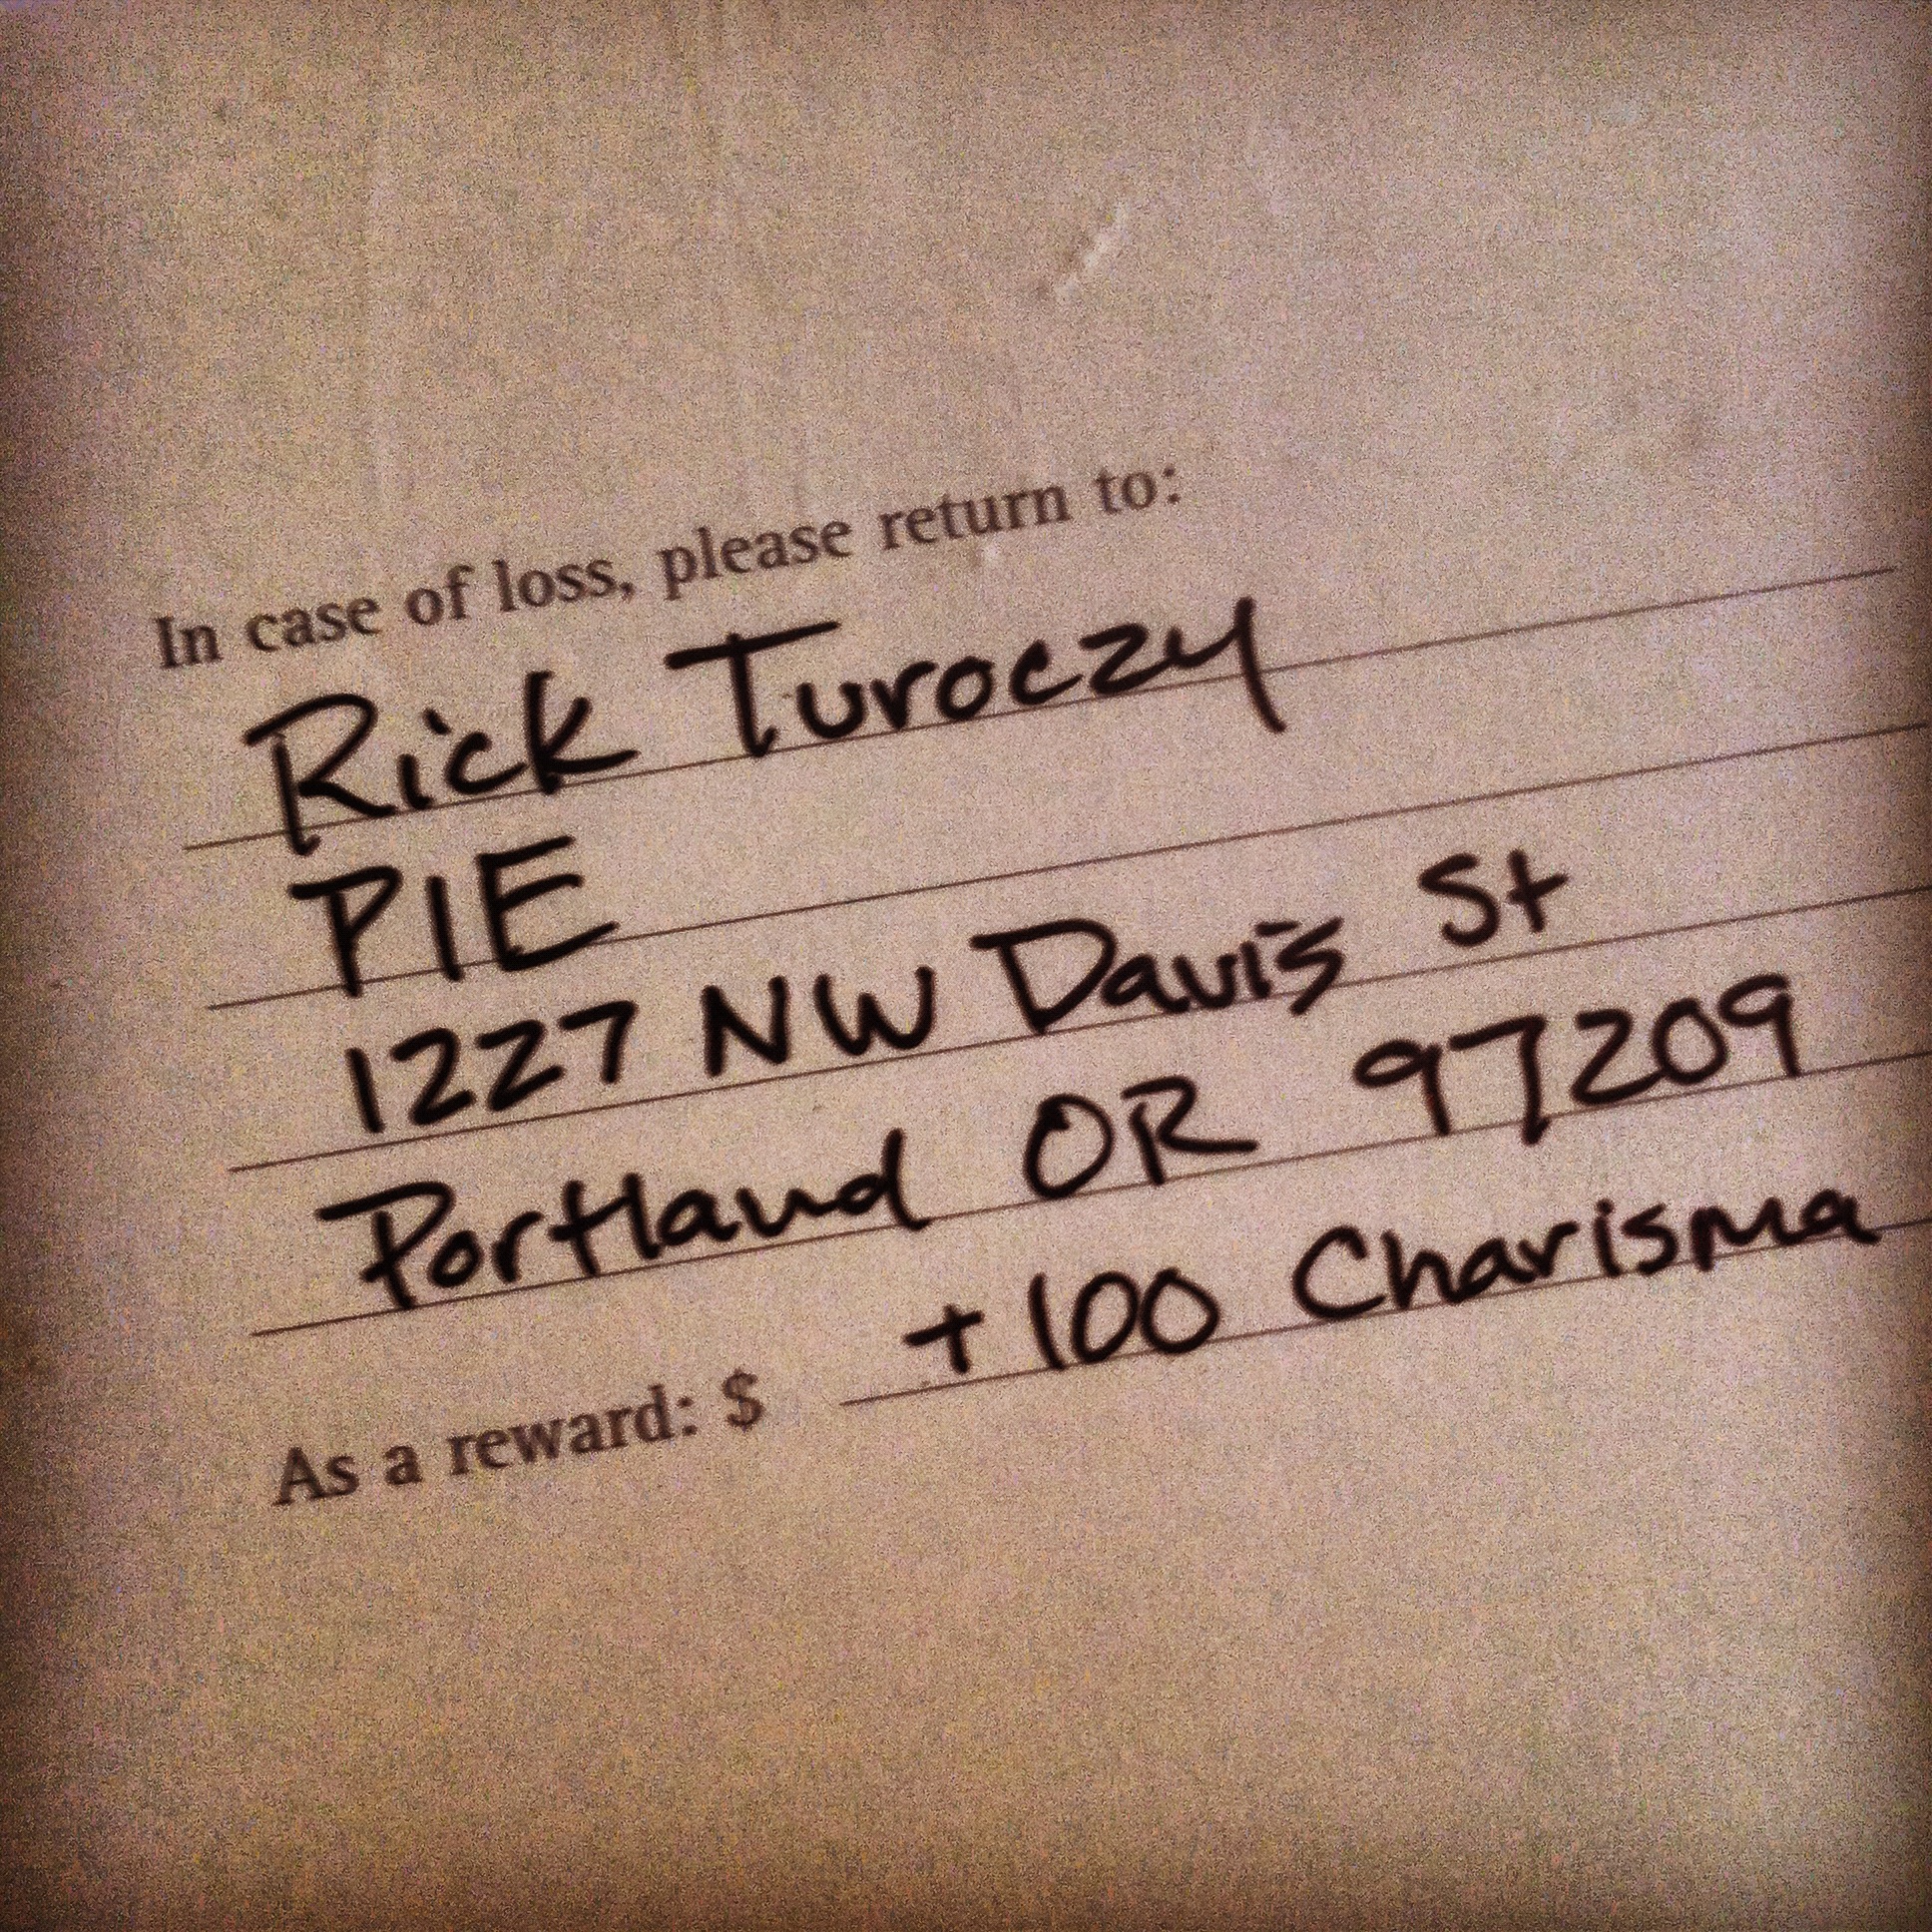 In case of loss, please return to:
Rick Turoczy
PIE
1227 NW Davis St
Portland OR 97209
As a reward: $ +100 Charisma